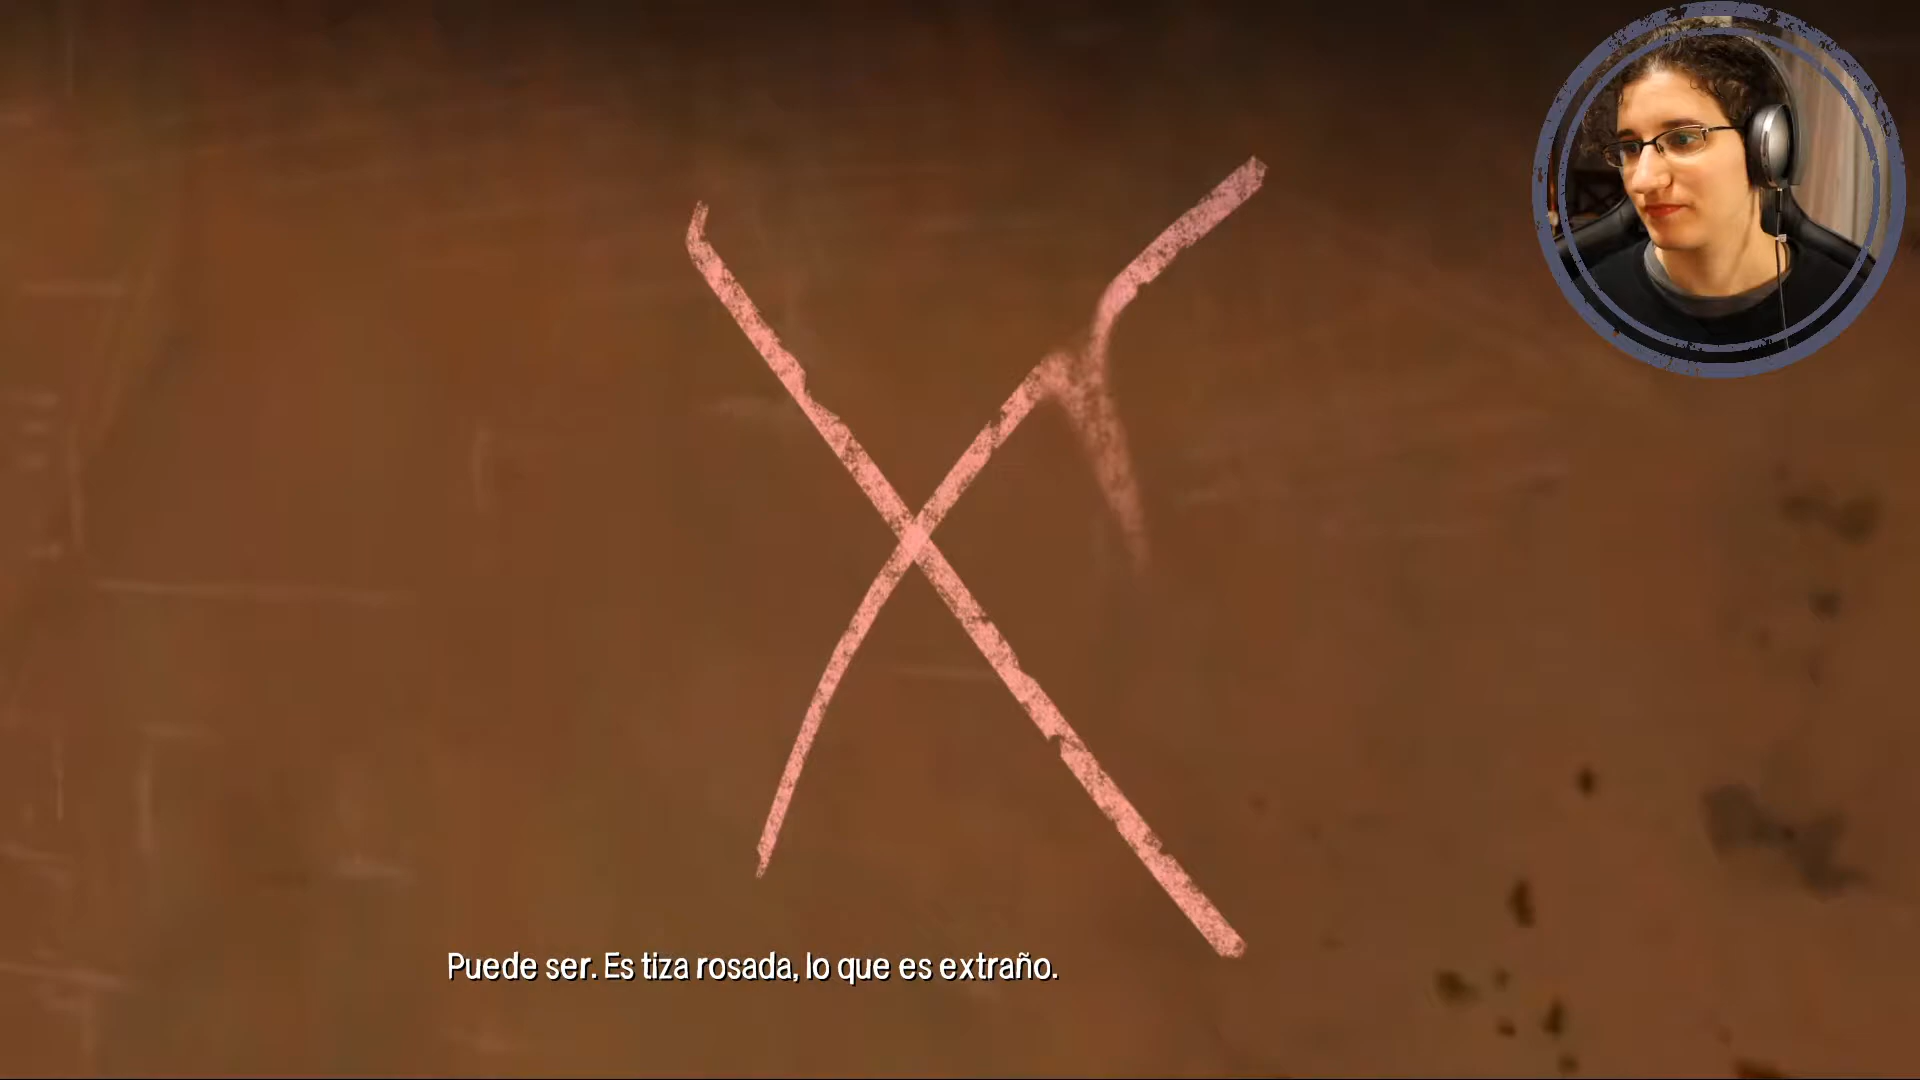 Puede ser. Es tiza rosada, lo que es extraño.